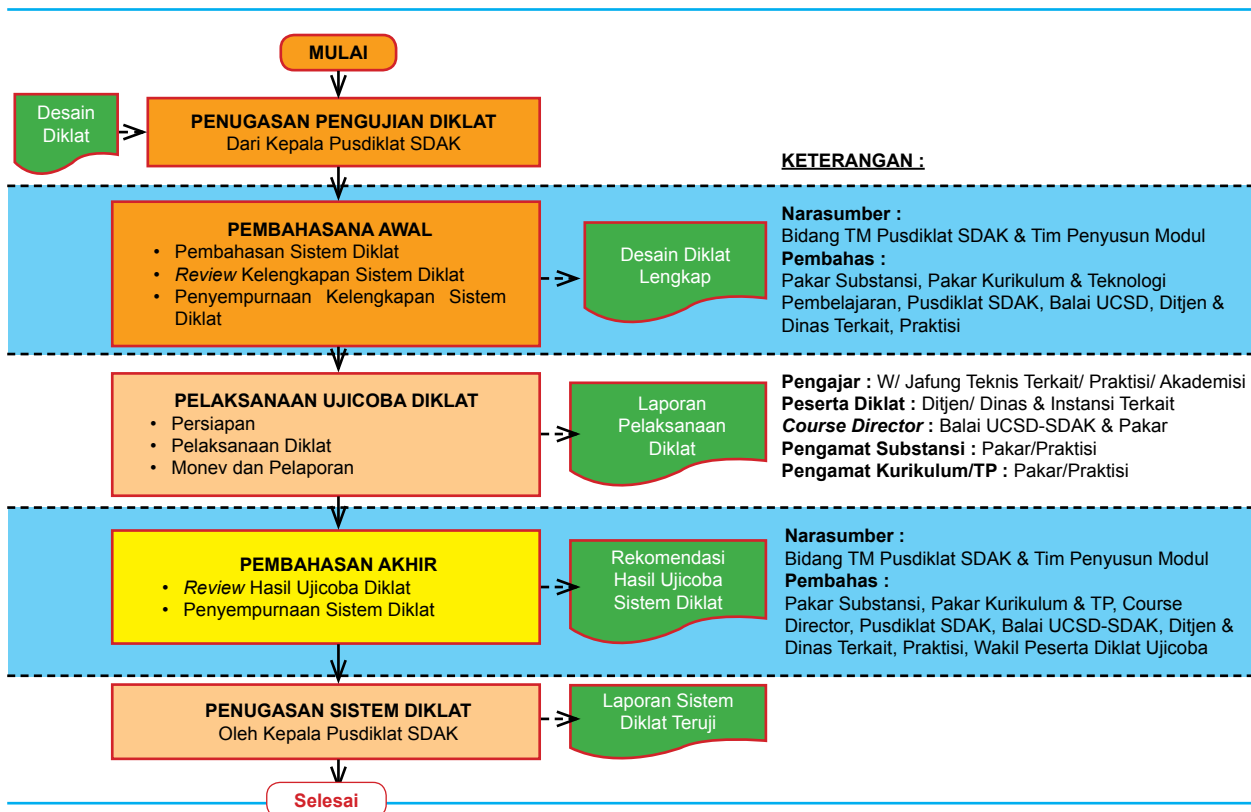 MULAI
Desain
Diklat
PENUGASAN PENGUJIAN DIKLAT
Dari Kepala Pusdiklat SDAK
KETERANGAN :
PEMBAHASANA AWAL
• Pembahasan Sistem Diklat
• Review Kelengkapan Sistem Diklat
• Penyempurnaan Kelengkapan Sistem
Diklat
Desain Diklat
Lengkap
Narasumber :
Bidang TM Pusdiklat SDAK & Tim Penyusun Modul
Pembahas :
Pakar Substansi, Pakar Kurikulum & Teknologi
Pembelajaran, Pusdiklat SDAK, Balai UCSD, Ditjen &
Dinas Terkait, Praktisi
PELAKSANAAN UJICOBA DIKLAT
• Persiapan
• Pelaksanaan Diklat
• Monev dan Pelaporan
Laporan
Pelaksanaan
Diklat
Pengajar : W/ Jafung Teknis Terkait/ Praktisi/ Akademisi
Peserta Diklat : Ditjen/ Dinas & Instansi Terkait
Course Director : Balai UCSD-SDAK & Pakar
Pengamat Substansi : Pakar/Praktisi
Pengamat Kurikulum/TP : Pakar/Praktisi
PEMBAHASAN AKHIR
• Review Hasil Ujicoba Diklat
• Penyempurnaan Sistem Diklat
Rekomendasi
Hasil Ujicoba
Sistem Diklat
Narasumber :
Bidang TM Pusdiklat SDAK & Tim Penyusun Modul
Pembahas :
Pakar Substansi, Pakar Kurikulum & TP, Course
Director, Pusdiklat SDAK, Balai UCSD-SDAK, Ditjen &
Dinas Terkait, Praktisi, Wakil Peserta Diklat Ujicoba
PENUGASAN SISTEM DIKLAT
Oleh Kepala Pusdiklat SDAK
Laporan Sistem
Diklat Teruji
Selesai